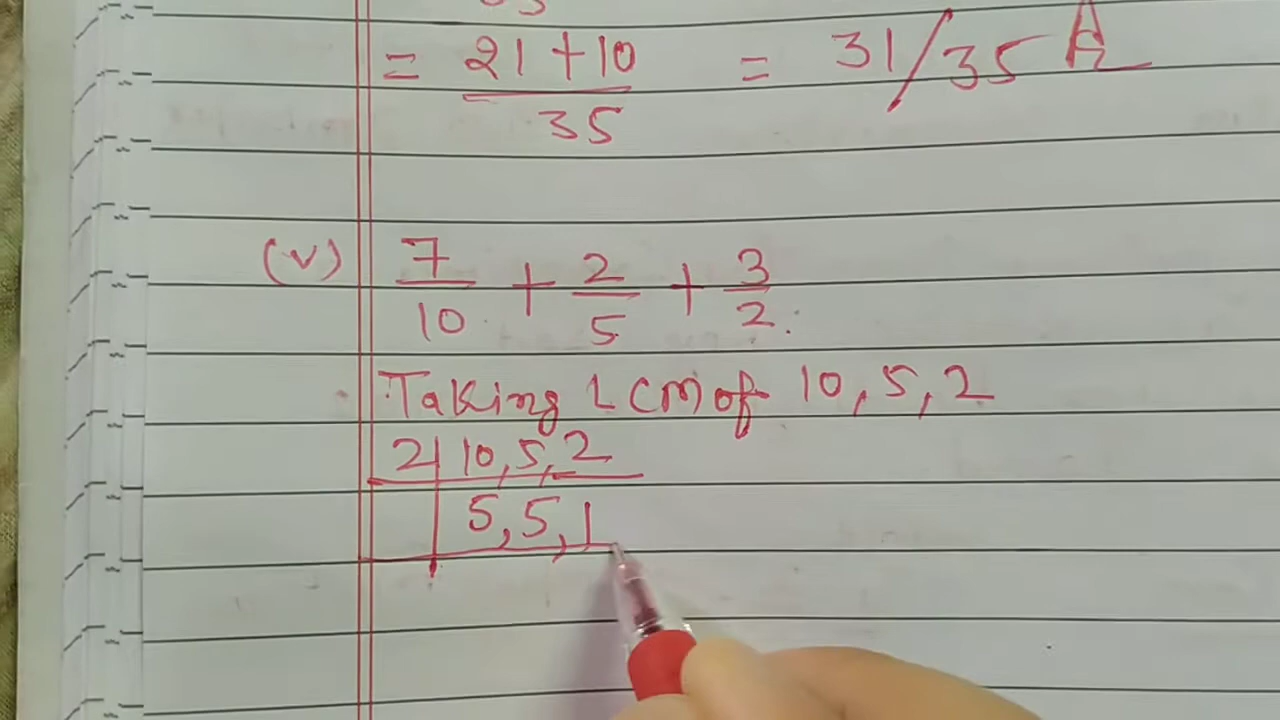 = 21 + 10 / 35 = 31/35 A
(v) 7/10 + 2/5 + 3/2
Taking LCM of 10, 5, 2
2 | 10, 5, 2
5, 5, 1